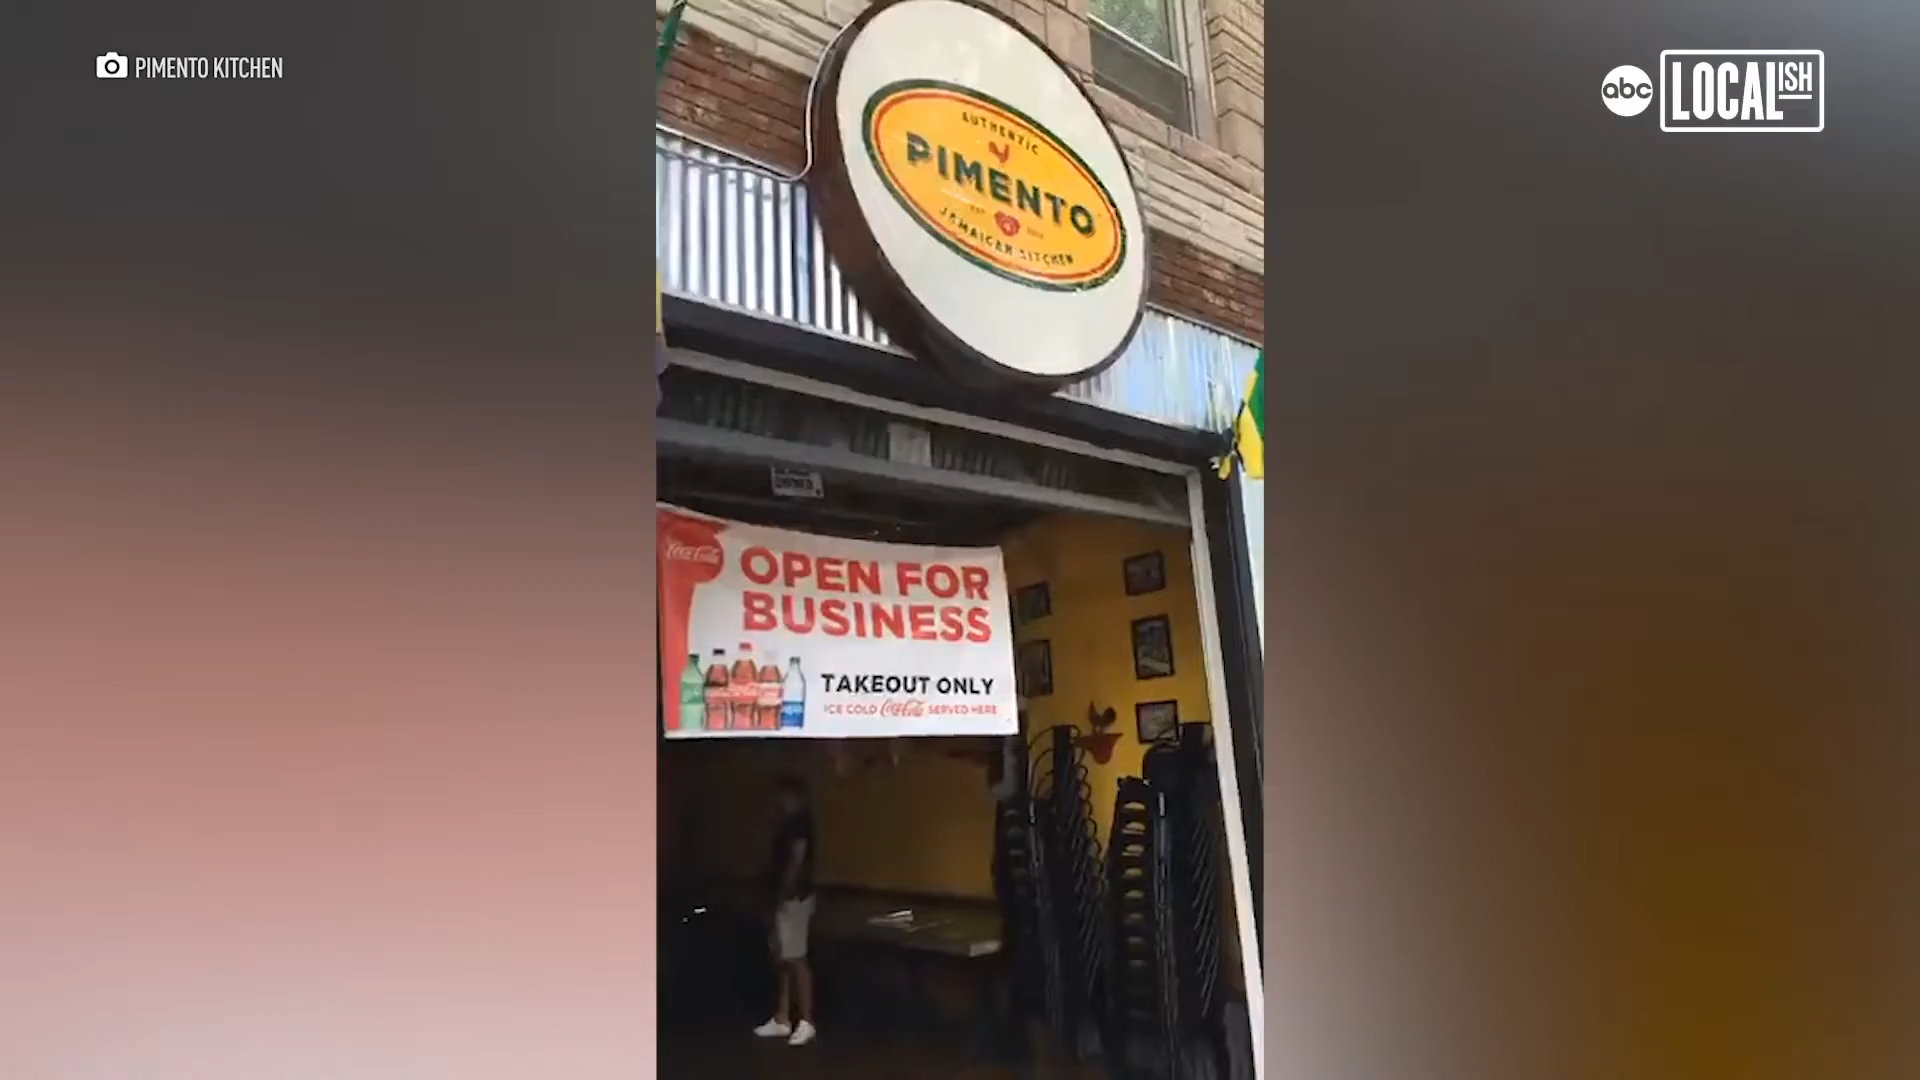 PIMENTO KITCHEN
abc LOCALISH
AUTHENTIC
PIMENTO
JAMAICAN KITCHEN
Coca-Cola
OPEN FOR
BUSINESS
TAKEOUT ONLY
ICE COLD Coca-Cola SERVED HERE